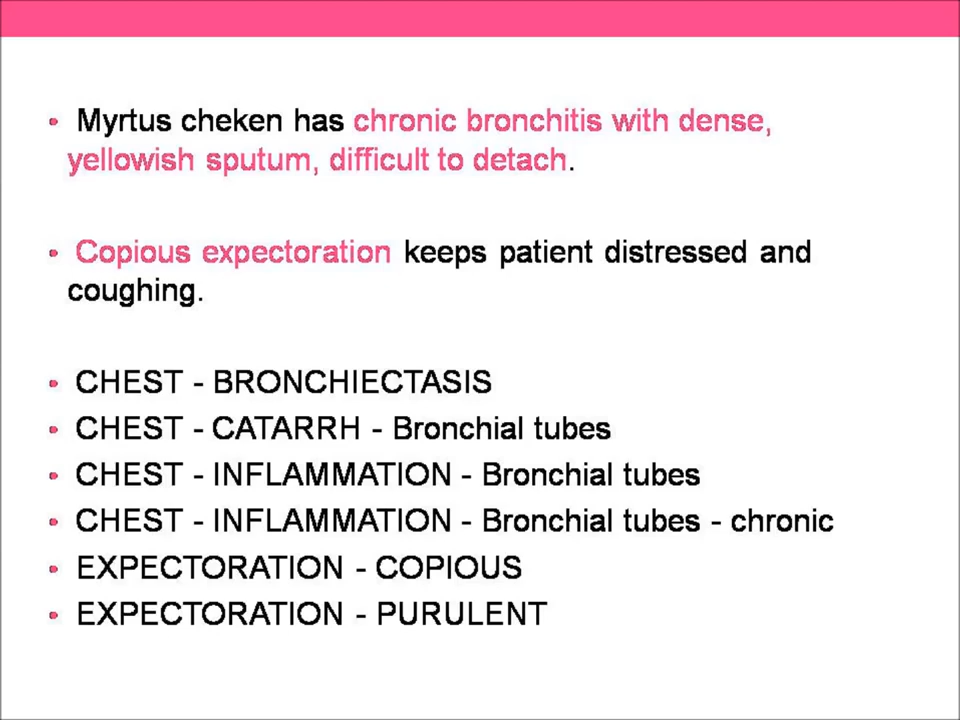 • Myrtus cheken has chronic bronchitis with dense,
yellowish sputum, difficult to detach.
• Copious expectoration keeps patient distressed and
coughing.
• CHEST - BRONCHIECTASIS
• CHEST - CATARRH - Bronchial tubes
• CHEST - INFLAMMATION - Bronchial tubes
• CHEST - INFLAMMATION - Bronchial tubes - chronic
• EXPECTORATION - COPIOUS
• EXPECTORATION - PURULENT